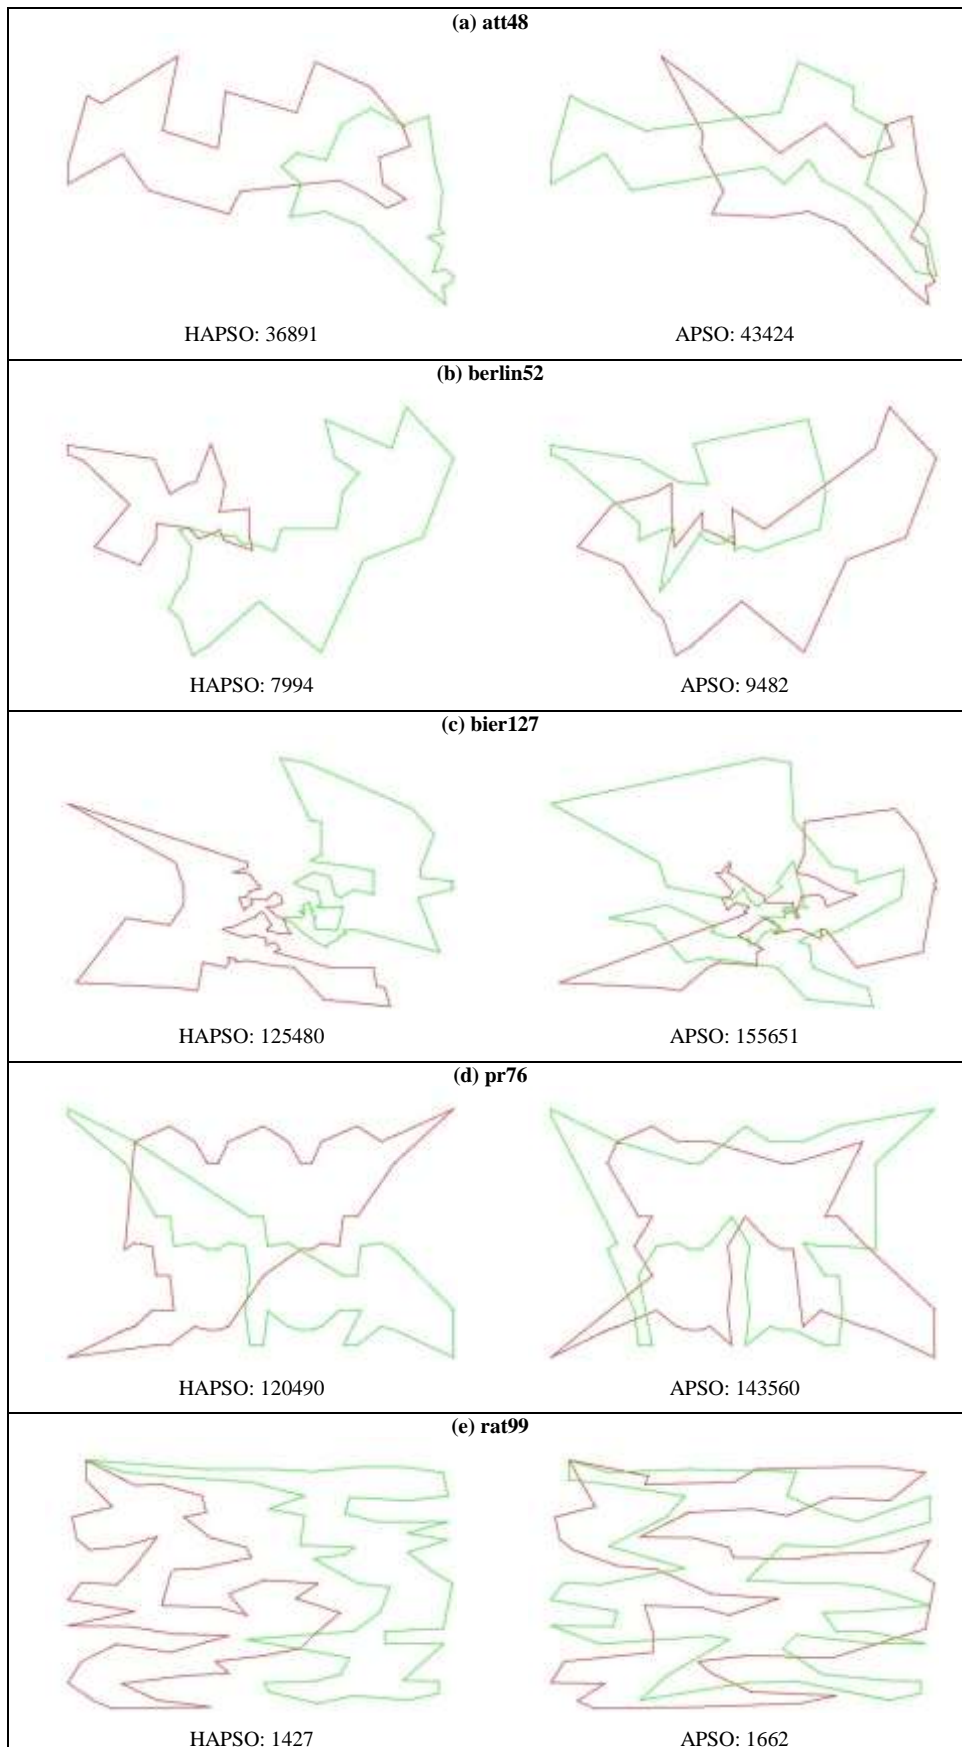 (a) att48
HAPSO: 36891 APSO: 43424
(b) berlin52
HAPSO: 7994 APSO: 9482
(c) bier127
HAPSO: 125480 APSO: 155651
(d) pr76
HAPSO: 120490 APSO: 143560
(e) rat99
HAPSO: 1427 APSO: 1662